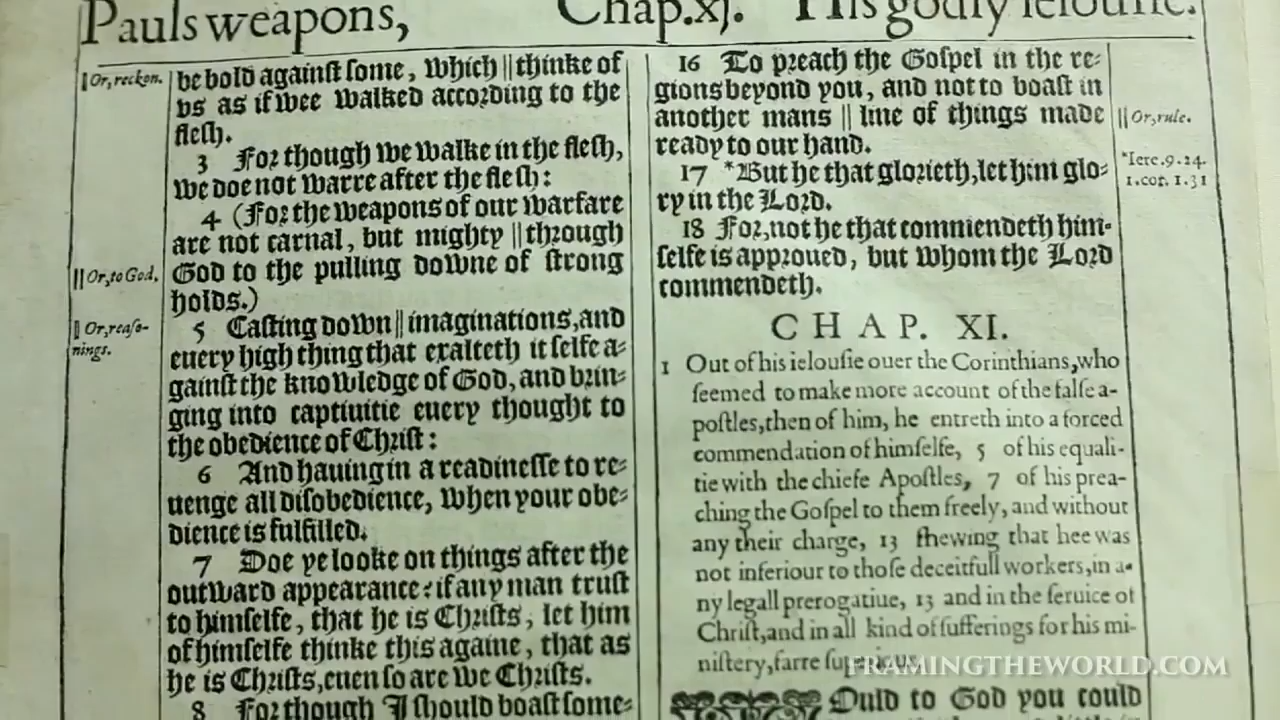 Pauls weapons, Chap.xj. His godly ielousie.
|| Or, reckon.
be bold against some, which || thinke of
vs as if wee walked according to the
flesh.
3 For though we walke in the flesh,
we doe not warre after the flesh:
4 (For the weapons of our warfare
are not carnal, but mighty || through
|| Or, to God.
God to the pulling downe of strong
holds.)
|| Or, reaso-
nings.
5 Casting down || imaginations, and
euery high thing that exalteth it selfe a-
gainst the knowledge of God, and brin-
ging into captiuitie euery thought to
the obedience of Christ:
6 And hauing in a readinesse to re-
uenge all disobedience, when your obe-
dience is fulfilled.
7 Doe ye looke on things after the
outward appearance: if any man trust
to himselfe, that he is Christs, let him
of himselfe thinke this againe, that as
he is Christs, euen so are we Christs.
8 For though I should boast some-
16 To preach the Gospel in the re-
gions beyond you, and not to boast in
another mans || line of things made
ready to our hand.
|| Or, rule.
17 *But he that glorieth, let him glo-
ry in the Lord.
*Iere.9.24.
1.cor.1.31
18 For, not he that commendeth him-
selfe is approued, but whom the Lord
commendeth.
CHAP. XI.
1 Out of his ielousie ouer the Corinthians, who
seemed to make more account of the false a-
postles, then of him, he entreth into a forced
commendation of himselfe, 5 of his equali-
tie with the chiefe Apostles, 7 of his prea-
ching the Gospel to them freely, and without
any their charge, 13 shewing that hee was
not inferiour to those deceitfull workers, in a-
ny legall prerogatiue, 13 and in the seruice of
Christ, and in all kind of sufferings for his mi-
nistery, farre
FRAMINGTHEWORLD.COM
Ould to God you could